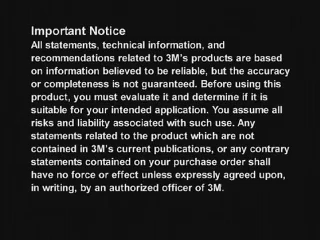 Important Notice
All statements, technical information, and
recommendations related to 3M's products are based
on information believed to be reliable, but the accuracy
or completeness is not guaranteed. Before using this
product, you must evaluate it and determine if it is
suitable for your intended application. You assume all
risks and liability associated with such use. Any
statements related to the product which are not
contained in 3M's current publications, or any contrary
statements contained on your purchase order shall
have no force or effect unless expressly agreed upon,
in writing, by an authorized officer of 3M.